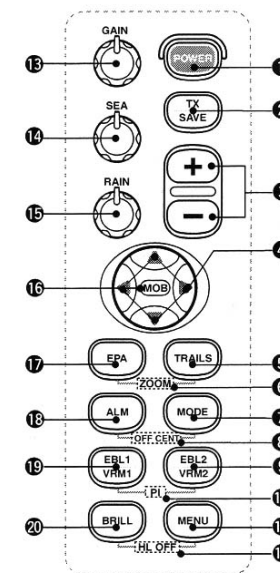 GAIN
⓭ POWER
SEA
⓮ TX
SAVE
+
RAIN
⓯ −
⓰ MOB
⓱ EPA TRAILS
ZOOM
⓲ ALM MODE
OFF CENT
⓳ EBL1 EBL2
VRM1 VRM2
PI
⓴ BRILL MENU
HL OFF